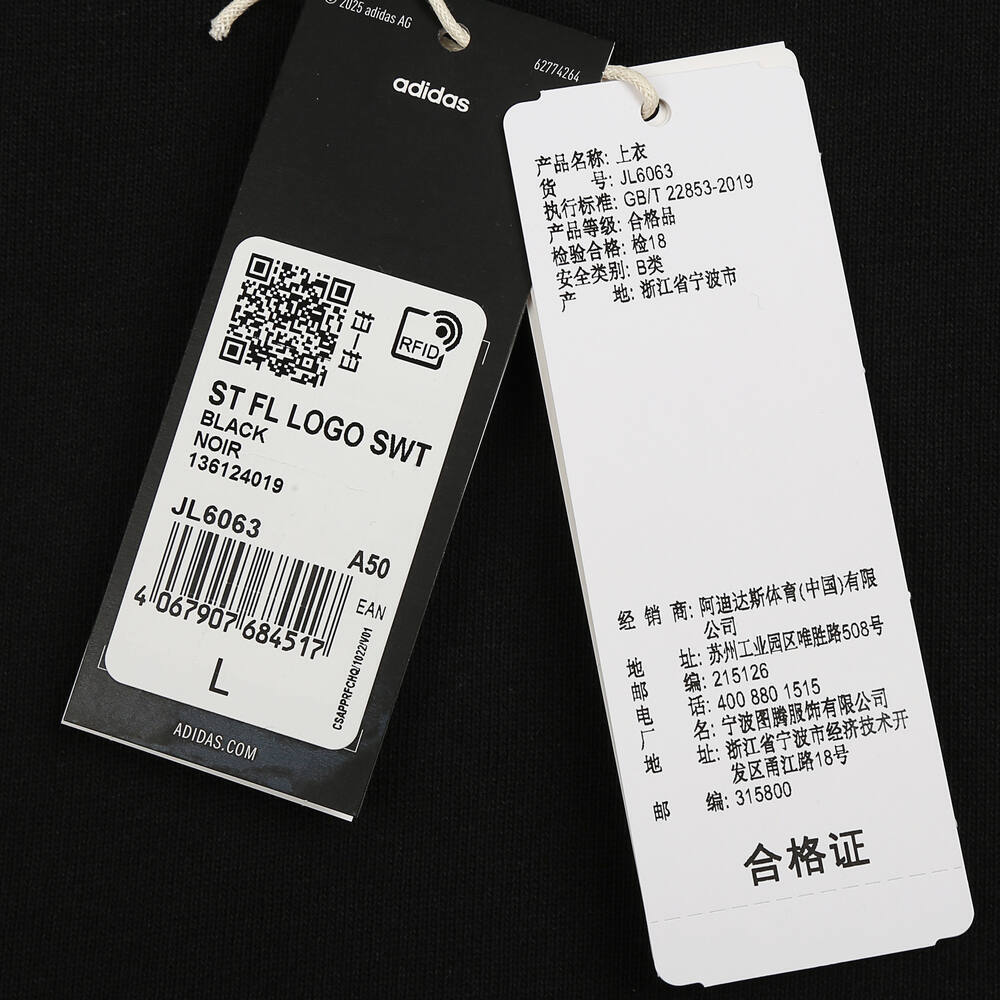 © 2025 adidas AG
62774264
adidas
扫一扫
RFID
ST FL LOGO SWT
BLACK
NOIR
136124019
JL6063
A50
EAN
4 067907 684517
CSAPPRFCHQ/1022/V01
L
ADIDAS.COM
产品名称: 上衣
货 号: JL6063
执行标准: GB/T 22853-2019
产品等级: 合格品
检验合格: 检18
安全类别: B类
产 地: 浙江省宁波市
经 销 商: 阿迪达斯体育(中国)有限
公司
地 址: 苏州工业园区唯胜路508号
邮 编: 215126
电 话: 400 880 1515
厂 名: 宁波图腾服饰有限公司
地 址: 浙江省宁波市经济技术开
发区甬江路18号
邮 编: 315800
合格证